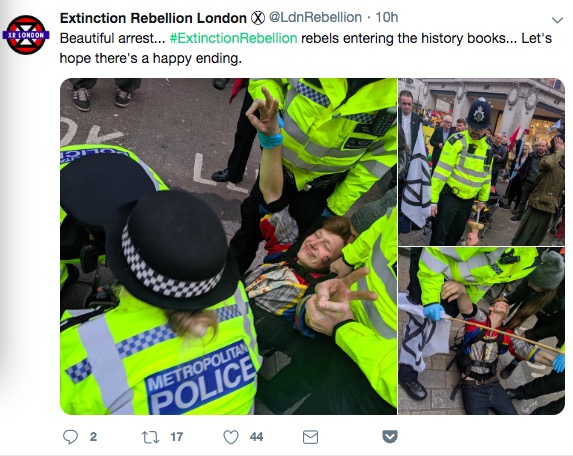 Extinction Rebellion London @LdnRebellion · 10h
XR LONDON
Beautiful arrest... #ExtinctionRebellion rebels entering the history books... Let's
hope there's a happy ending.
POLICE
METROPOLITAN
POLICE
2 17 44